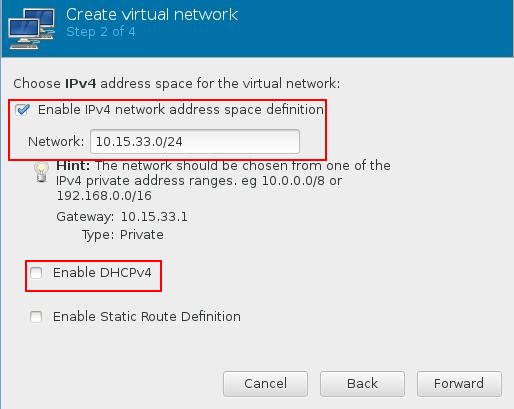 Create virtual network
Step 2 of 4
Choose IPv4 address space for the virtual network:
Enable IPv4 network address space definition
Network: 10.15.33.0/24
Hint: The network should be chosen from one of the
IPv4 private address ranges. eg 10.0.0.0/8 or
192.168.0.0/16
Gateway: 10.15.33.1
Type: Private
Enable DHCPv4
Enable Static Route Definition
Cancel Back Forward